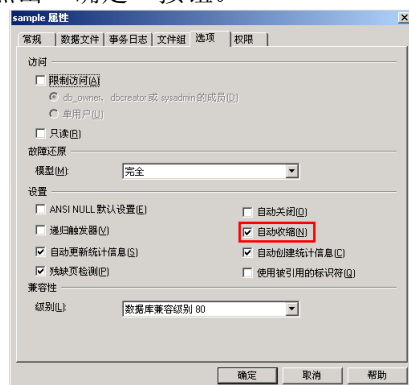 sample 属性
常规 数据文件 事务日志 文件组 选项 权限
访问
限制访问(A)
db_owner、dbcreator 或 sysadmin 的成员(D)
单用户(U)
只读(R)
故障还原
模型(M): 完全
设置
ANSI NULL 默认设置(E) 自动关闭(O)
递归触发器(V) 自动收缩(N)
自动更新统计信息(S) 自动创建统计信息(C)
残缺页检测(P) 使用被引用的标识符(Q)
兼容性
级别(L): 数据库兼容级别 80
确定 取消 帮助